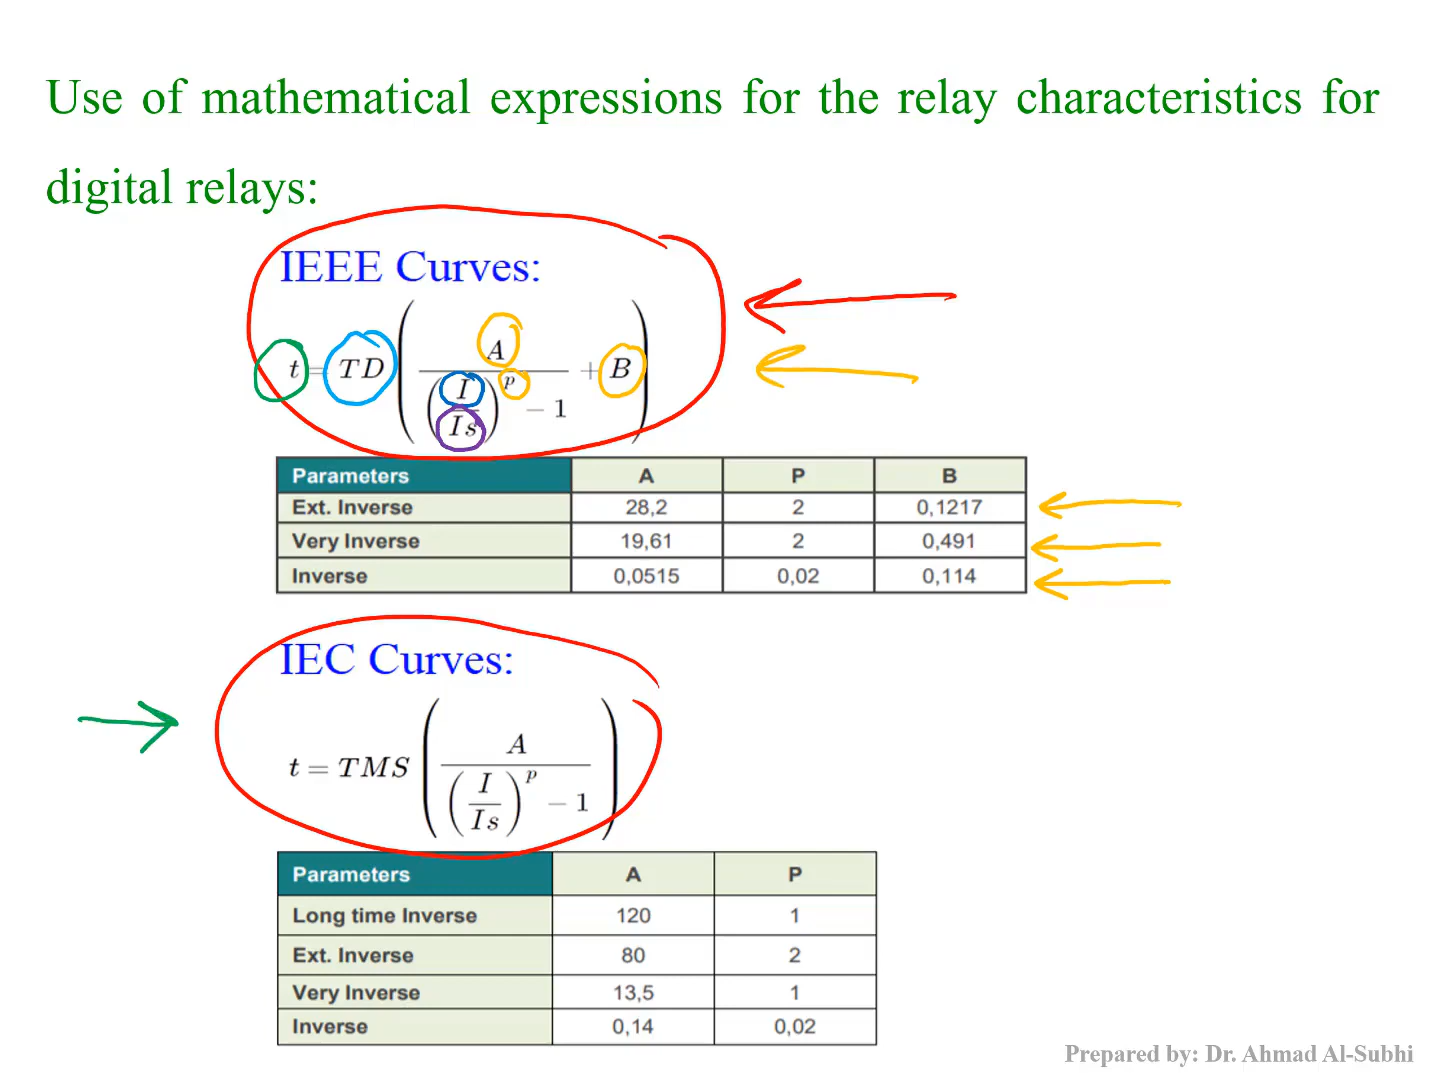 Use of mathematical expressions for the relay characteristics for
digital relays:
IEEE Curves:
t = TD ( A / ( ( I / Is )^p − 1 ) + B )
Parameters A P B
Ext. Inverse 28,2 2 0,1217
Very Inverse 19,61 2 0,491
Inverse 0,0515 0,02 0,114
IEC Curves:
t = TMS ( A / ( ( I / Is )^p − 1 ) )
Parameters A P
Long time Inverse 120 1
Ext. Inverse 80 2
Very Inverse 13,5 1
Inverse 0,14 0,02
Prepared by: Dr. Ahmad Al-Subhi